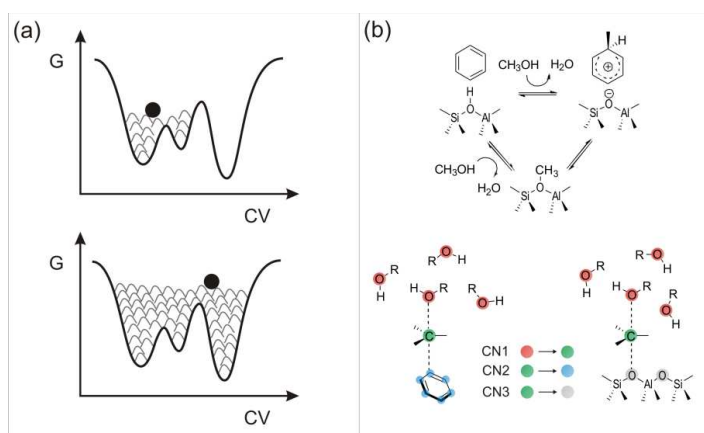 (a)
G
CV
G
CV
(b)
H
CH₃OH H₂O
H
O
Si Al
⊕
⊖
O
Si Al
CH₃OH
H₂O
CH₃
O
Si Al
R
O
H
R
O
H
R
O
H
R
O
H
C
CN1
CN2
CN3
R
O
H
R
O
H
R
O
H
R
O
H
C
O O
Si Al Si